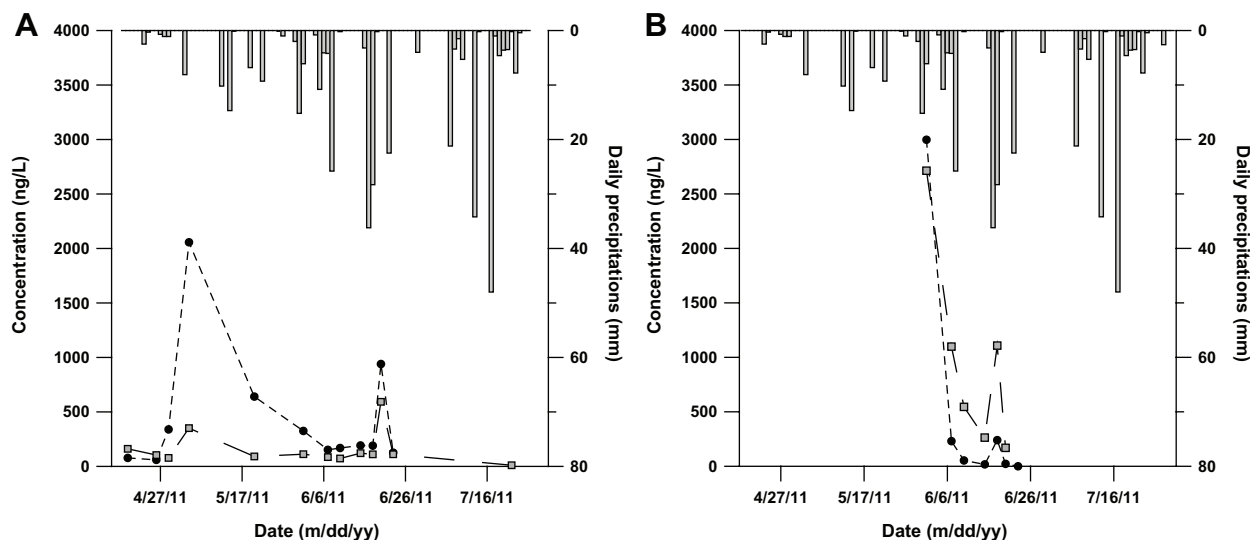 A
Concentration (ng/L)
4000
3500
3000
2500
2000
1500
1000
500
0
0
20
40
60
80
Daily precipitations (mm)
4/27/11 5/17/11 6/6/11 6/26/11 7/16/11
Date (m/dd/yy)
B
Concentration (ng/L)
4000
3500
3000
2500
2000
1500
1000
500
0
0
20
40
60
80
Daily precipitations (mm)
4/27/11 5/17/11 6/6/11 6/26/11 7/16/11
Date (m/dd/yy)